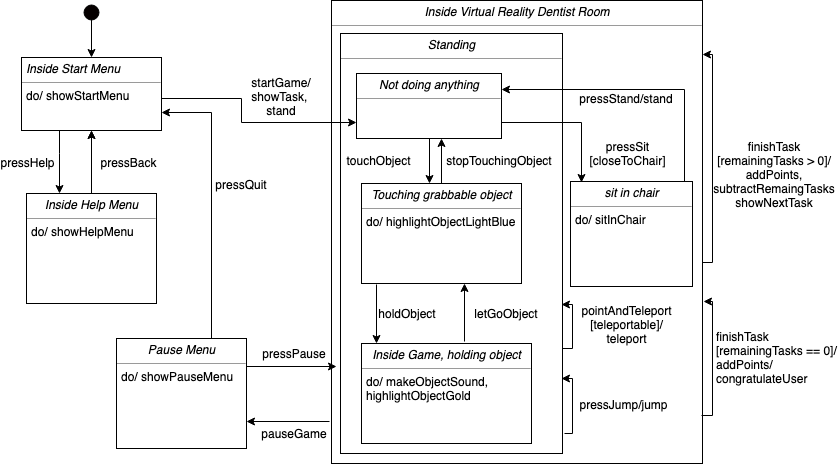 Inside Virtual Reality Dentist Room
Standing
Inside Start Menu
do/ showStartMenu
startGame/
showTask,
stand
Not doing anything
pressStand/stand
pressHelp
pressBack
touchObject
stopTouchingObject
pressSit
[closeToChair]
finishTask
[remainingTasks > 0]/
addPoints,
subtractRemaingTasks
showNextTask
pressQuit
Inside Help Menu
do/ showHelpMenu
Touching grabbable object
do/ highlightObjectLightBlue
sit in chair
do/ sitInChair
holdObject
letGoObject
pointAndTeleport
[teleportable]/
teleport
finishTask
[remainingTasks == 0]/
addPoints/
congratulateUser
Pause Menu
do/ showPauseMenu
pressPause
pauseGame
Inside Game, holding object
do/ makeObjectSound,
highlightObjectGold
pressJump/jump